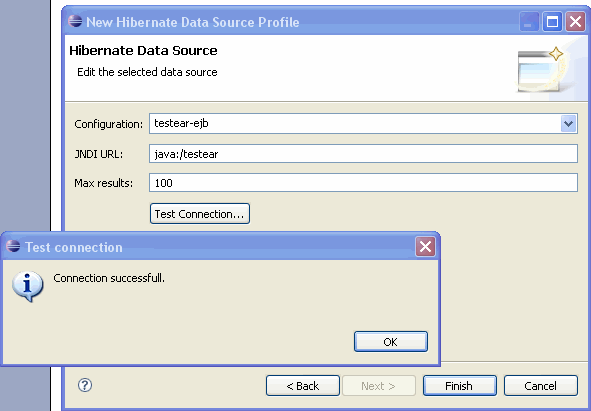 New Hibernate Data Source Profile
Hibernate Data Source
Edit the selected data source
Configuration: testear-ejb
JNDI URL: java:/testear
Max results: 100
Test Connection...
Test connection
Connection successfull.
OK
? < Back Next > Finish Cancel